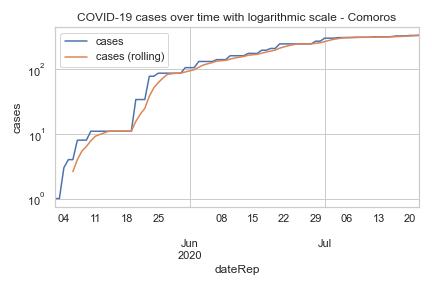 COVID-19 cases over time with logarithmic scale - Comoros
cases
cases (rolling)
cases
10²
10¹
10⁰
04 11 18 25 08 15 22 29 06 13 20
Jun Jul
2020
dateRep